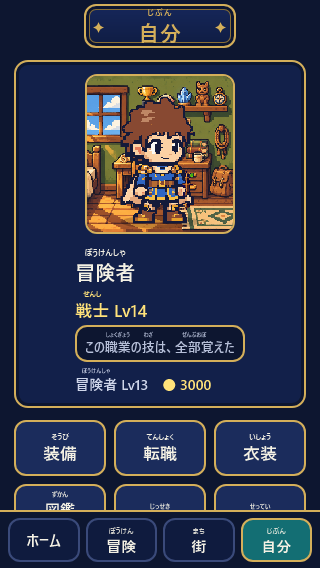 じぶん
自分
ぼうけんしゃ
冒険者
せんし
戦士 Lv14
しょくぎょう わざ ぜんぶおぼ
この職業の技は、全部覚えた
ぼうけんしゃ
冒険者 Lv13 3000
そうび てんしょく いしょう
装備 転職 衣装
ずかん じっせき せってい
図鑑
ぼうけん まち じぶん
ホーム 冒険 街 自分